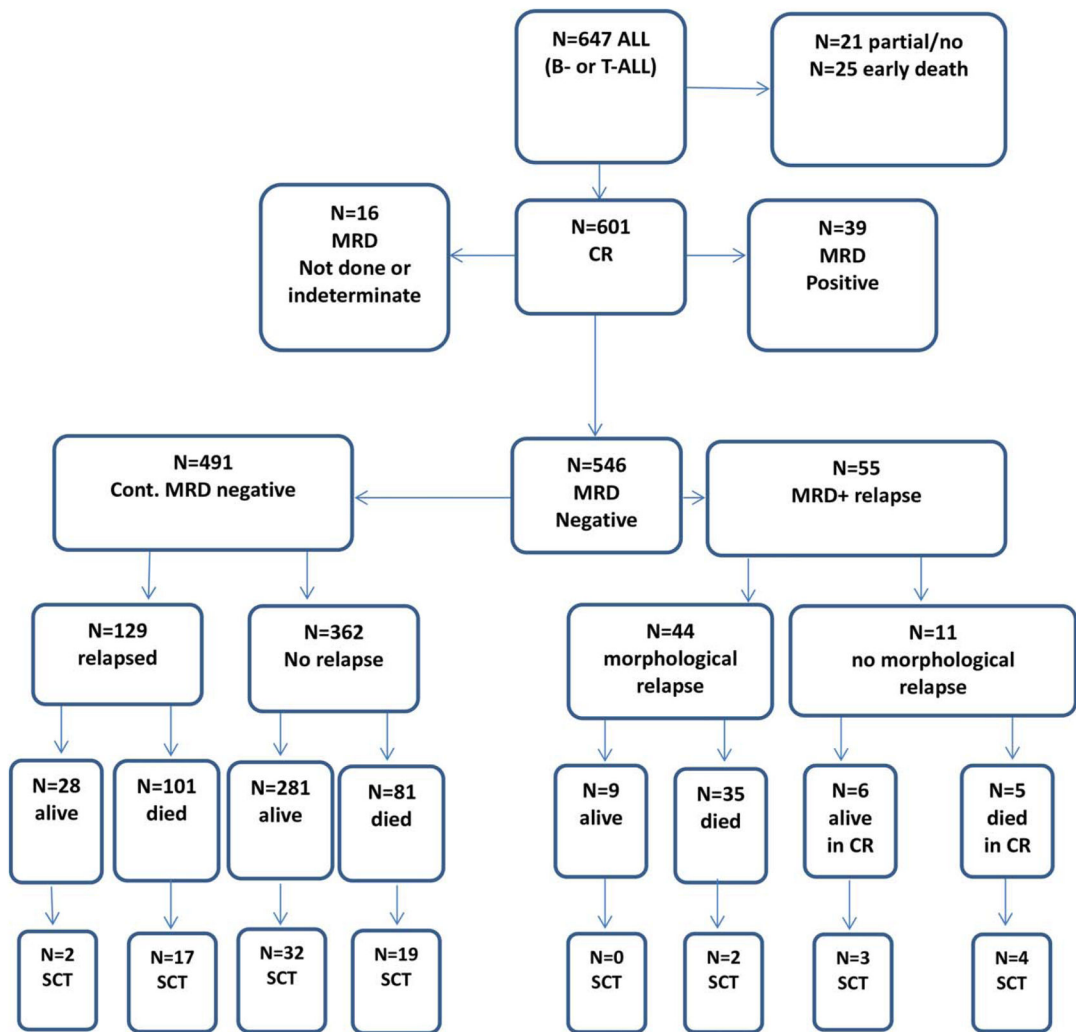 N=647 ALL
(B- or T-ALL)
N=21 partial/no
N=25 early death
N=16
MRD
Not done or
indeterminate
N=601
CR
N=39
MRD
Positive
N=491
Cont. MRD negative
N=546
MRD
Negative
N=55
MRD+ relapse
N=129
relapsed
N=362
No relapse
N=44
morphological
relapse
N=11
no morphological
relapse
N=28
alive
N=101
died
N=281
alive
N=81
died
N=9
alive
N=35
died
N=6
alive
in CR
N=5
died
in CR
N=2
SCT
N=17
SCT
N=32
SCT
N=19
SCT
N=0
SCT
N=2
SCT
N=3
SCT
N=4
SCT